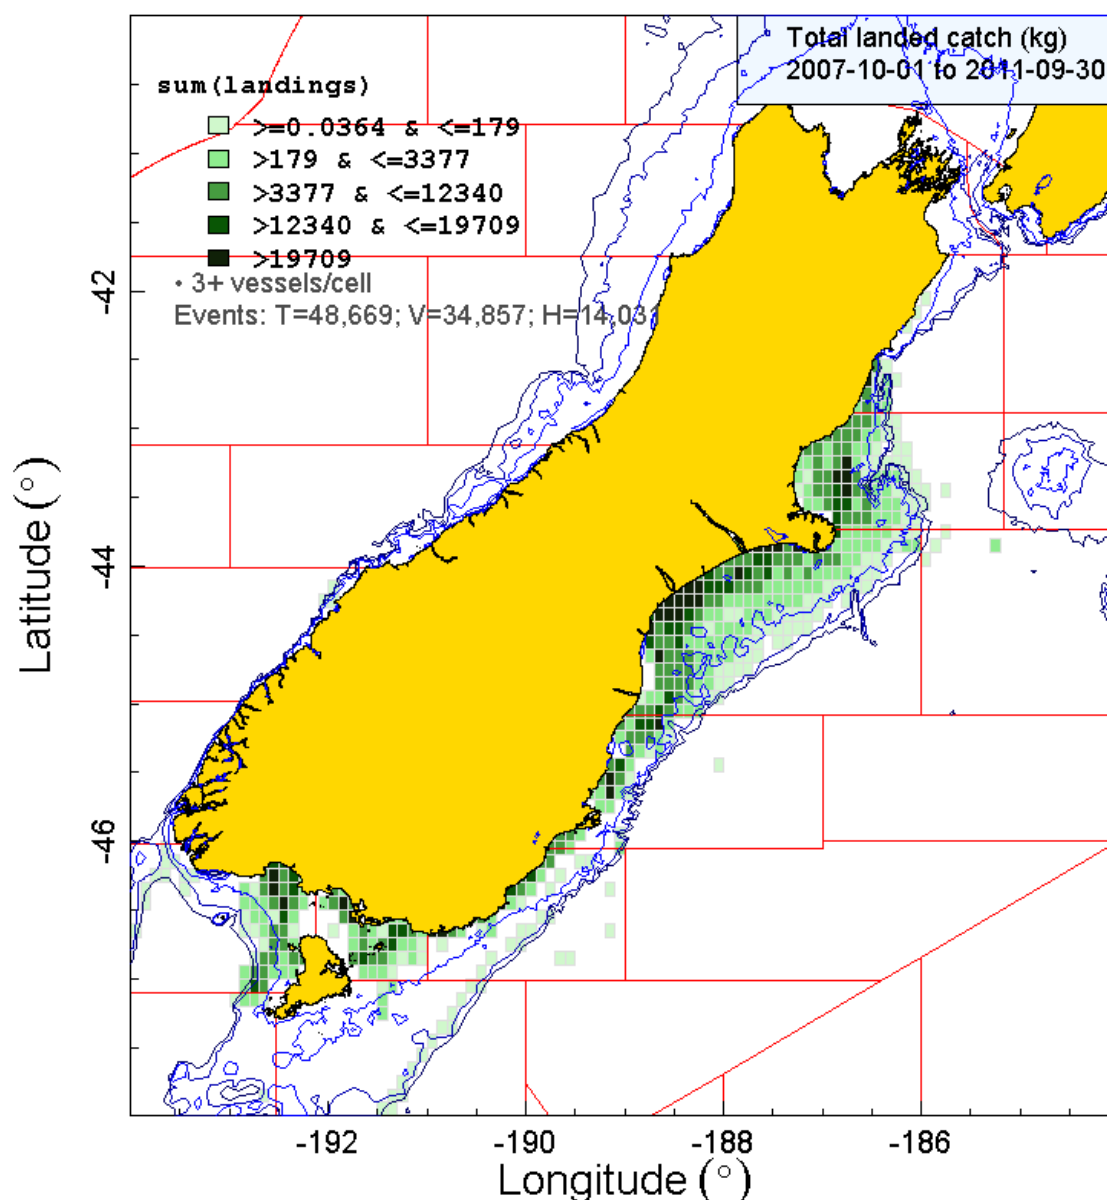 Total landed catch (kg)
2007-10-01 to 2011-09-30
sum(landings)
>=0.0364 & <=179
>179 & <=3377
>3377 & <=12340
>12340 & <=19709
>19709
• 3+ vessels/cell
Events: T=48,669; V=34,857; H=14,031
-42
-44
-46
Latitude (°)
-192
-190
-188
-186
Longitude (°)